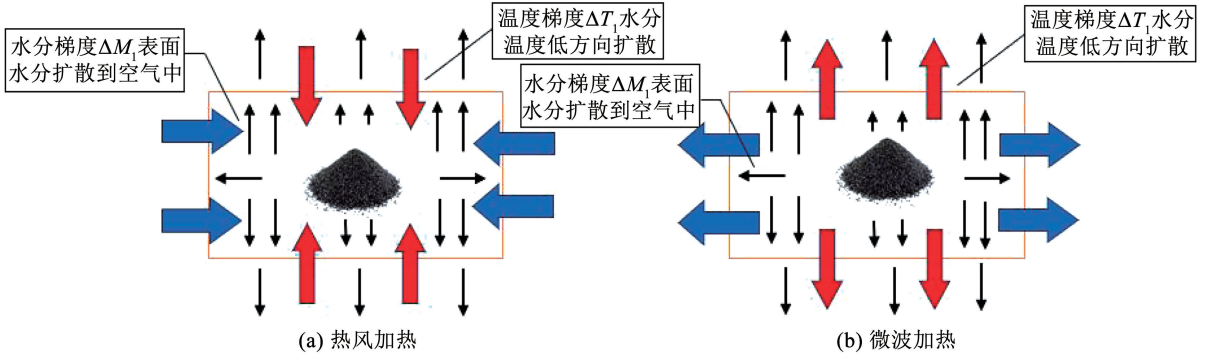 水分梯度ΔM₁表面
水分扩散到空气中
温度梯度ΔT₁水分
温度低方向扩散
(a) 热风加热
水分梯度ΔM₁表面
水分扩散到空气中
温度梯度ΔT₁水分
温度低方向扩散
(b) 微波加热